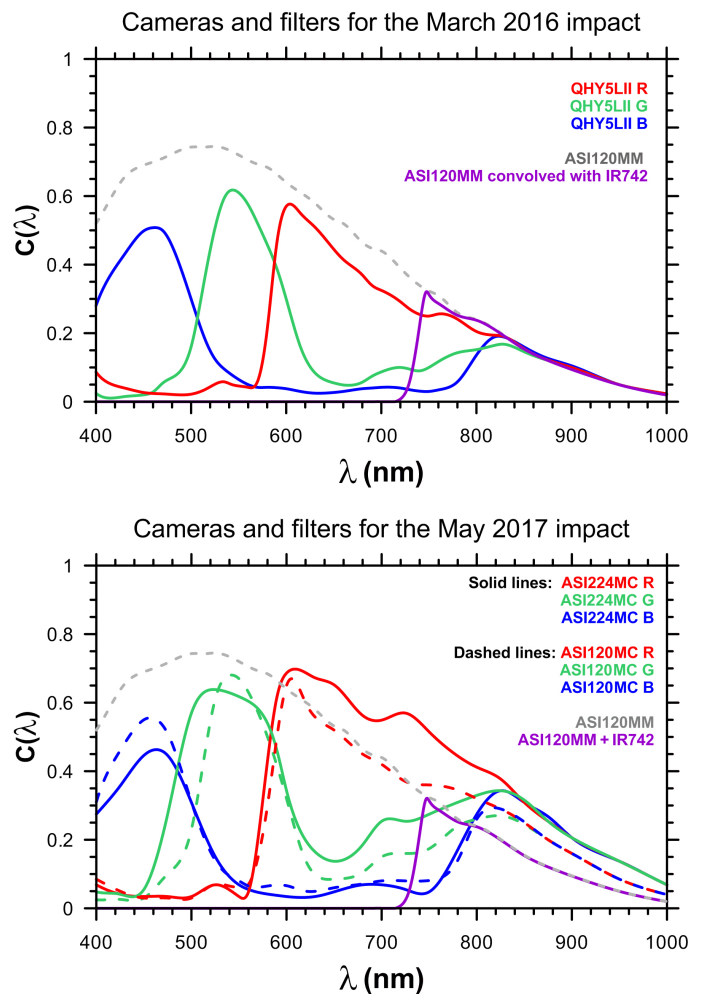 Cameras and filters for the March 2016 impact
1
0.8
0.6
0.4
0.2
0
C(λ)
QHY5LII R
QHY5LII G
QHY5LII B
ASI120MM
ASI120MM convolved with IR742
400 500 600 700 800 900 1000
λ (nm)
Cameras and filters for the May 2017 impact
1
0.8
0.6
0.4
0.2
0
C(λ)
Solid lines: ASI224MC R
ASI224MC G
ASI224MC B
Dashed lines: ASI120MC R
ASI120MC G
ASI120MC B
ASI120MM
ASI120MM + IR742
400 500 600 700 800 900 1000
λ (nm)